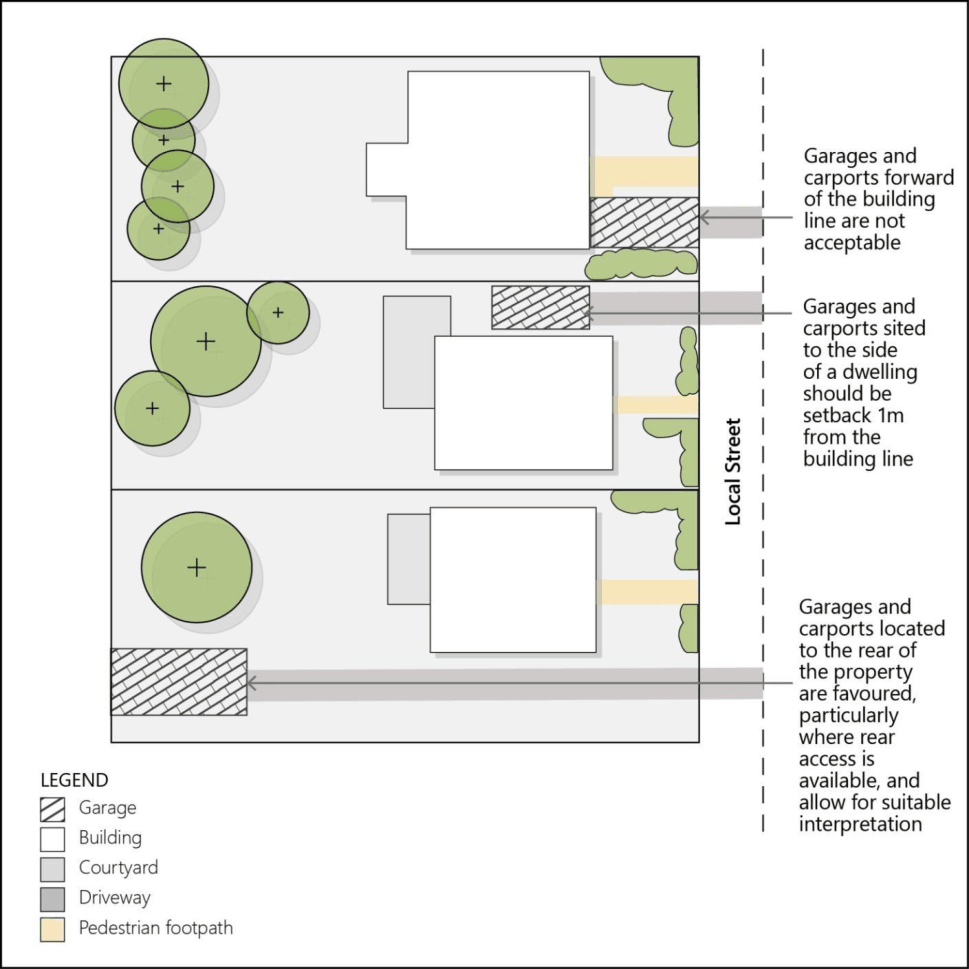 Garages and
carports forward
of the building
line are not
acceptable
Garages and
carports sited
to the side
of a dwelling
should be
setback 1m
from the
building line
Local Street
Garages and
carports located
to the rear of
the property
are favoured,
particularly
where rear
access is
available, and
allow for suitable
interpretation
LEGEND
Garage
Building
Courtyard
Driveway
Pedestrian footpath